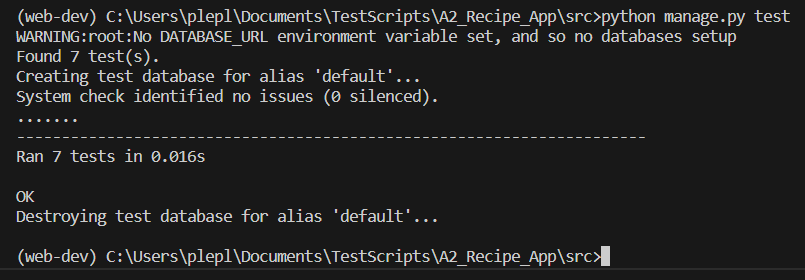 (web-dev) C:\Users\plepl\Documents\TestScripts\A2_Recipe_App\src>python manage.py test
WARNING:root:No DATABASE_URL environment variable set, and so no databases setup
Found 7 test(s).
Creating test database for alias 'default'...
System check identified no issues (0 silenced).
.......
----------------------------------------------------------------------
Ran 7 tests in 0.016s
OK
Destroying test database for alias 'default'...
(web-dev) C:\Users\plepl\Documents\TestScripts\A2_Recipe_App\src>